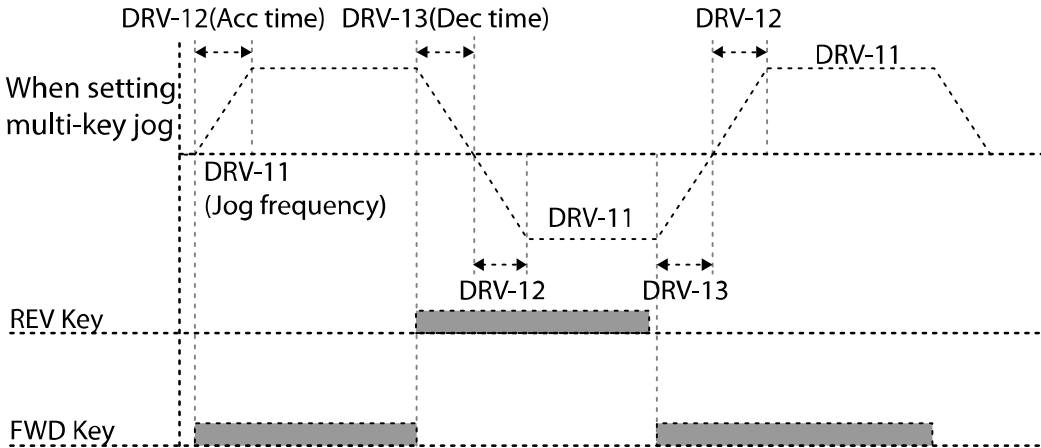 DRV-12(Acc time) DRV-13(Dec time) DRV-12
DRV-11
When setting
multi-key jog
DRV-11
(Jog frequency)
DRV-11
DRV-12
DRV-13
REV Key
FWD Key